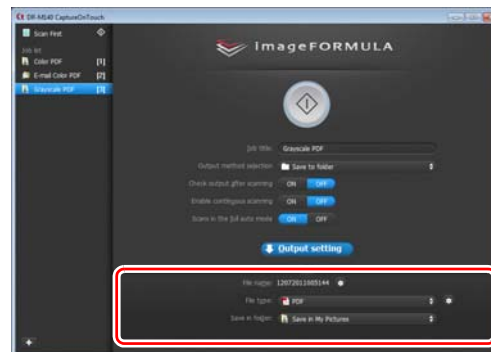 DR-M140 CaptureOnTouch
Scan First
Job list
Color PDF [1]
E-mail Color PDF [2]
Grayscale PDF [3]
imageFORMULA
Job title: Grayscale PDF
Output method selection Save to folder
Check output after scanning ON OFF
Enable continuous scanning ON OFF
Scans in the full auto mode ON OFF
Output setting
File name: 12072011085144
File type: PDF
Save in folder: Save in My Pictures